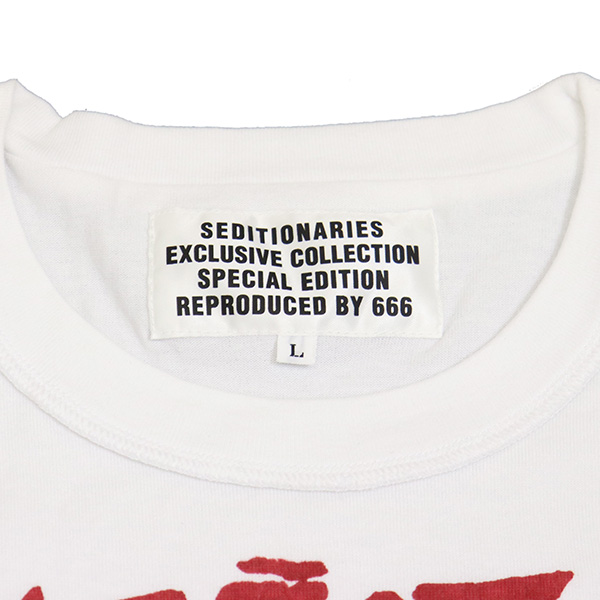 SEDITIONARIES
EXCLUSIVE COLLECTION
SPECIAL EDITION
REPRODUCED BY 666
L